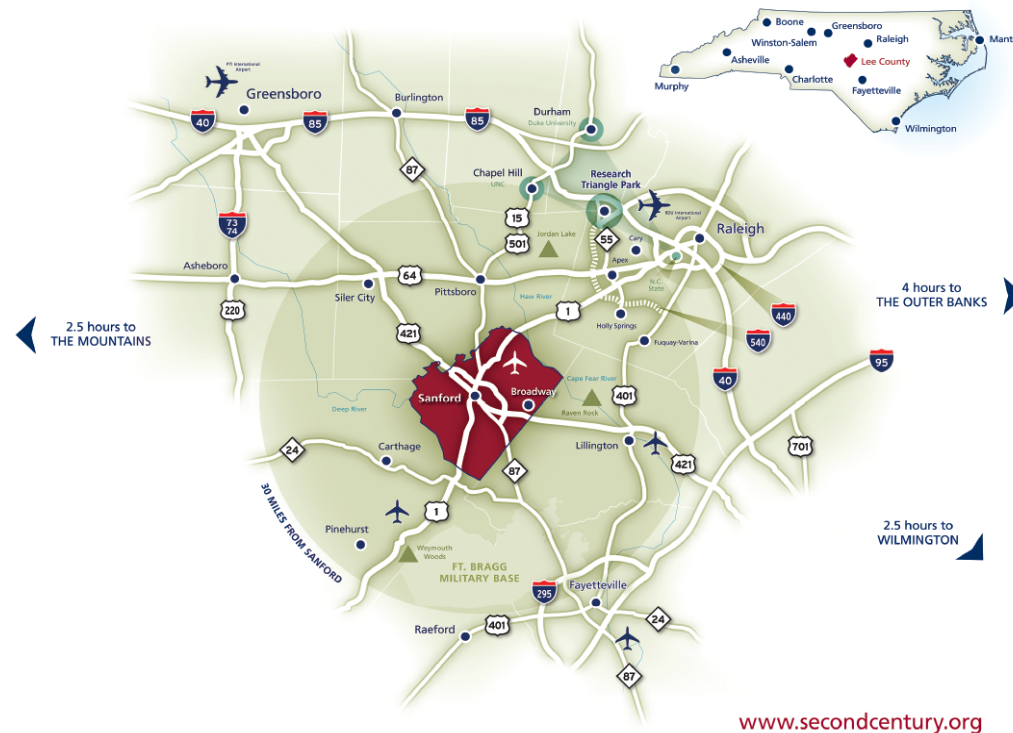 Boone
Greensboro
Winston-Salem
Raleigh
Mant
Asheville
Lee County
Charlotte
Murphy
Fayetteville
Wilmington
PTI International
Airport
Greensboro
Burlington
Durham
Duke University
40
85
85
87
Chapel Hill
UNC
Research
Triangle Park
RDU International
Airport
15
501
Jordan Lake
55
Cary
Raleigh
73
74
Apex
N.C.
State
Asheboro
64
Siler City
Pittsboro
Haw River
220
421
1
Holly Springs
440
540
Fuquay-Varina
2.5 hours to
THE MOUNTAINS
4 hours to
THE OUTER BANKS
95
40
Sanford
Broadway
Cape Fear River
Raven Rock
401
Deep River
24
Carthage
87
Lillington
421
701
30 MILES FROM SANFORD
1
Pinehurst
Weymouth
Woods
FT. BRAGG
MILITARY BASE
2.5 hours to
WILMINGTON
295
Fayetteville
Raeford
401
24
87
www.secondcentury.org